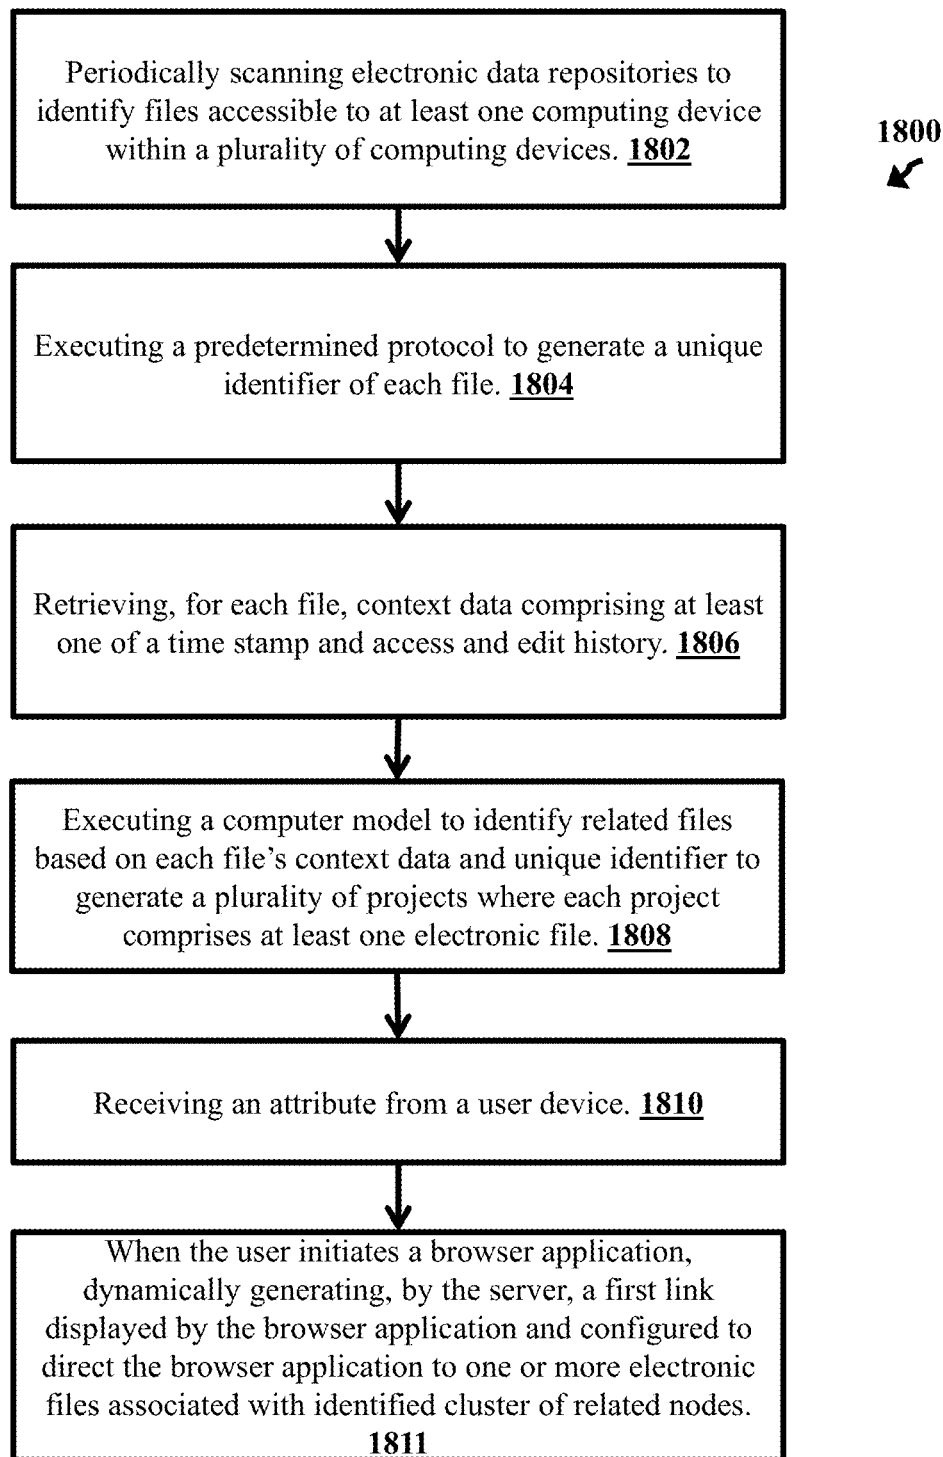 Periodically scanning electronic data repositories to
identify files accessible to at least one computing device
within a plurality of computing devices. 1802
1800
Executing a predetermined protocol to generate a unique
identifier of each file. 1804
Retrieving, for each file, context data comprising at least
one of a time stamp and access and edit history. 1806
Executing a computer model to identify related files
based on each file’s context data and unique identifier to
generate a plurality of projects where each project
comprises at least one electronic file. 1808
Receiving an attribute from a user device. 1810
When the user initiates a browser application,
dynamically generating, by the server, a first link
displayed by the browser application and configured to
direct the browser application to one or more electronic
files associated with identified cluster of related nodes.
1811